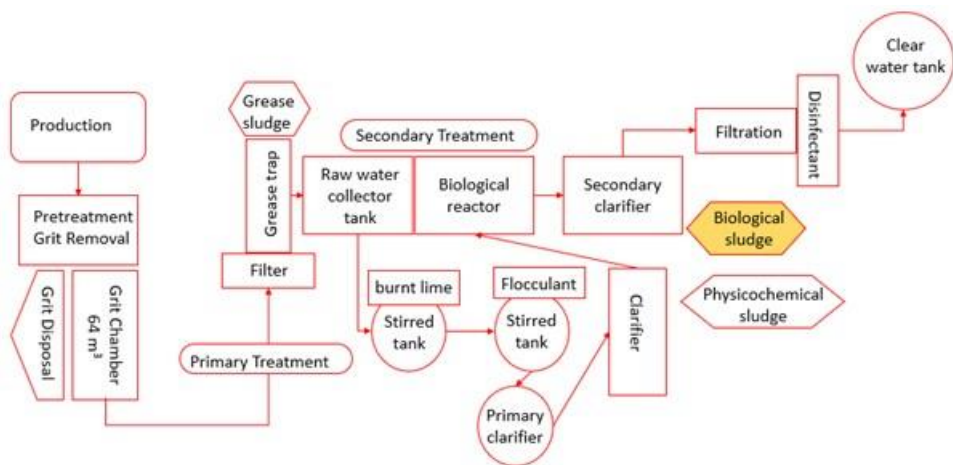 Production
Pretreatment
Grit Removal
Grit Disposal
Grit Chamber
64 m³
Primary Treatment
Filter
Grease trap
Grease
sludge
Secondary Treatment
Raw water
collector
tank
Biological
reactor
burnt lime
Stirred
tank
Flocculant
Stirred
tank
Primary
clarifier
Clarifier
Secondary
clarifier
Biological
sludge
Physicochemical
sludge
Filtration
Disinfectant
Clear
water tank